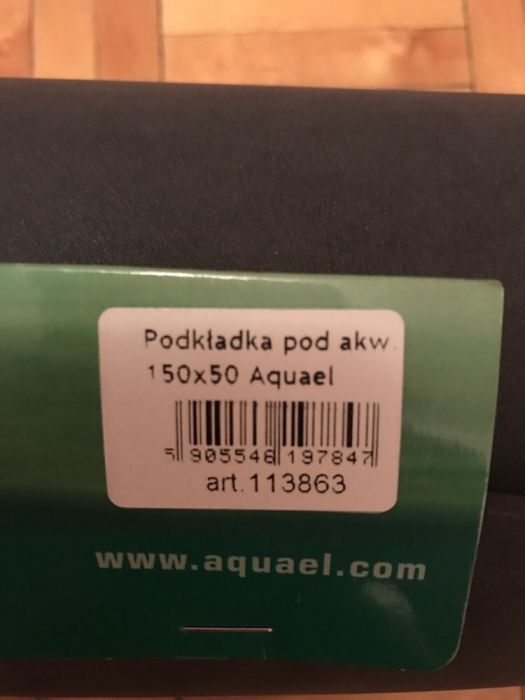 Podkładka pod akw.
150x50 Aquael
5 905546 197847
art.113863
www.aquael.com